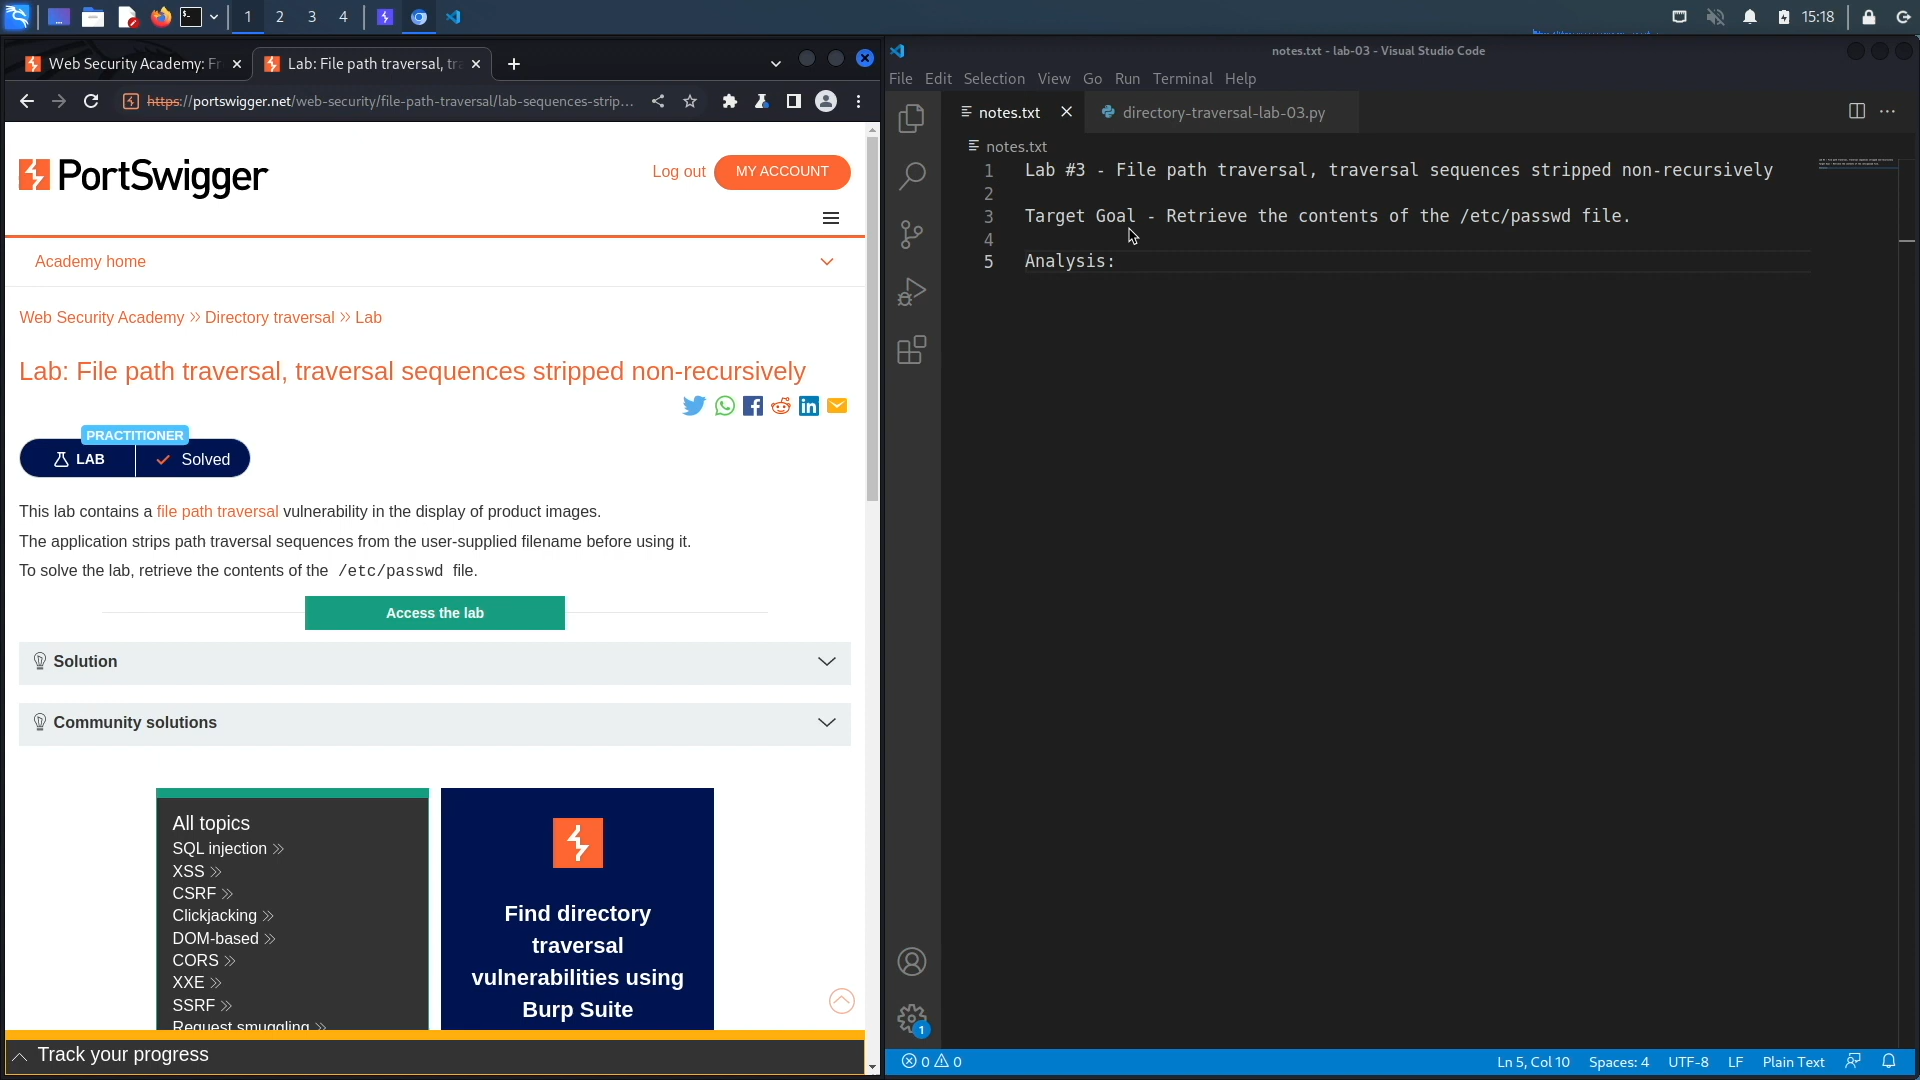 1 2 3 4 15:18
Web Security Academy: Fr
Lab: File path traversal, tra
https://portswigger.net/web-security/file-path-traversal/lab-sequences-strip...
PortSwigger
Log out
MY ACCOUNT
Academy home
Web Security Academy » Directory traversal » Lab
Lab: File path traversal, traversal sequences stripped non-recursively
PRACTITIONER
LAB
Solved
This lab contains a file path traversal vulnerability in the display of product images.
The application strips path traversal sequences from the user-supplied filename before using it.
To solve the lab, retrieve the contents of the /etc/passwd file.
Access the lab
Solution
Community solutions
All topics
SQL injection »
XSS »
CSRF »
Clickjacking »
DOM-based »
CORS »
XXE »
SSRF »
Request smuggling »
Find directory
traversal
vulnerabilities using
Burp Suite
Track your progress
notes.txt - lab-03 - Visual Studio Code
File Edit Selection View Go Run Terminal Help
notes.txt
directory-traversal-lab-03.py
notes.txt
1 Lab #3 - File path traversal, traversal sequences stripped non-recursively
2
3 Target Goal - Retrieve the contents of the /etc/passwd file.
4
5 Analysis:
1
0 0
Ln 5, Col 10 Spaces: 4 UTF-8 LF Plain Text